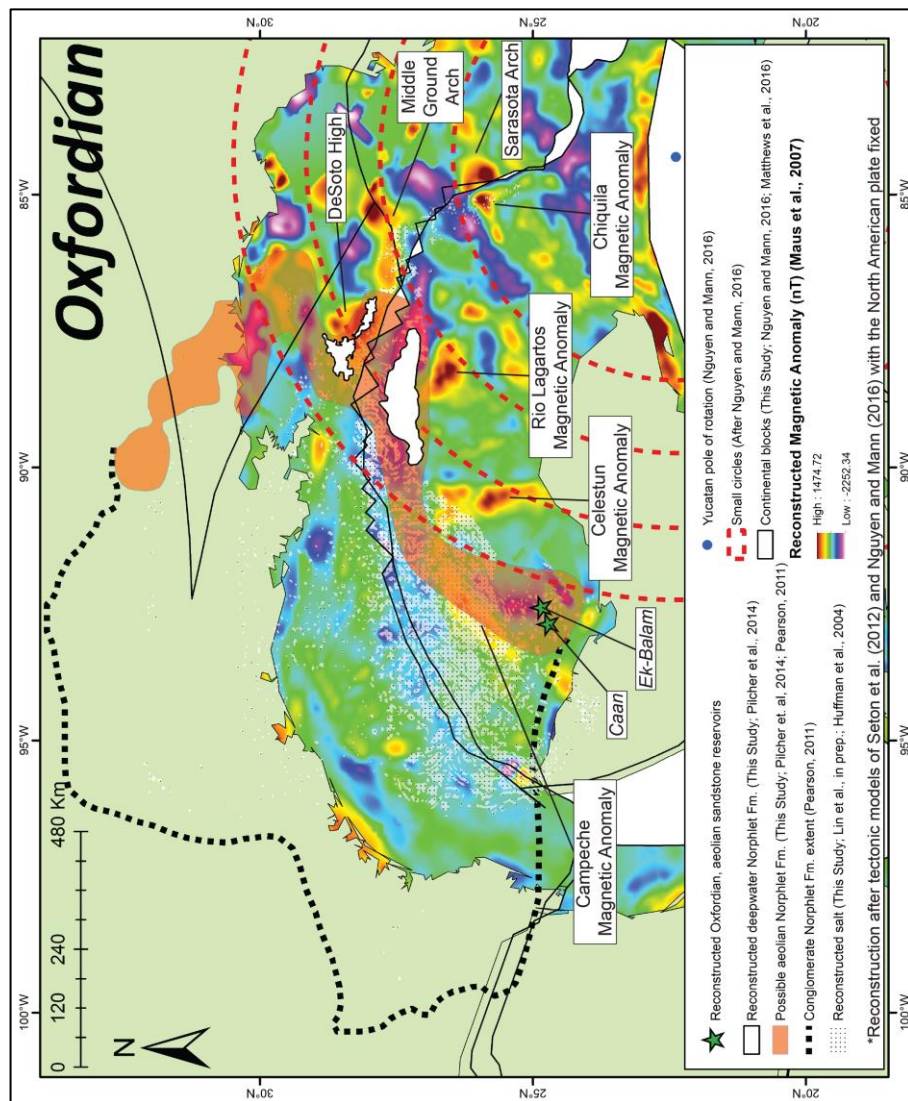 Oxfordian
100°W
95°W
90°W
85°W
30°N
25°N
20°N
30°N
25°N
20°N
N
0 120 240 480 Km
DeSoto High
Middle
Ground
Arch
Sarasota Arch
Chiquila
Magnetic Anomaly
Rio Lagartos
Magnetic Anomaly
Celestun
Magnetic Anomaly
Ek-Balam
Caan
Campeche
Magnetic Anomaly
Reconstructed Oxfordian, aeolian sandstone reservoirs
Reconstructed deepwater Norphlet Fm. (This Study; Pilcher et al., 2014)
Possible aeolian Norphlet Fm. (This Study; Pilcher et. al, 2014; Pearson, 2011)
Conglomerate Norphlet Fm. extent (Pearson, 2011)
Reconstructed salt (This Study; Lin et al., in prep.; Huffman et al., 2004)
Yucatan pole of rotation (Nguyen and Mann, 2016)
Small circles (After Nguyen and Mann, 2016)
Continental blocks (This Study; Nguyen and Mann, 2016; Matthews et al., 2016)
Reconstructed Magnetic Anomaly (nT) (Maus et al., 2007)
High : 1474.72
Low : -2252.34
*Reconstruction after tectonic models of Seton et al. (2012) and Nguyen and Mann (2016) with the North American plate fixed